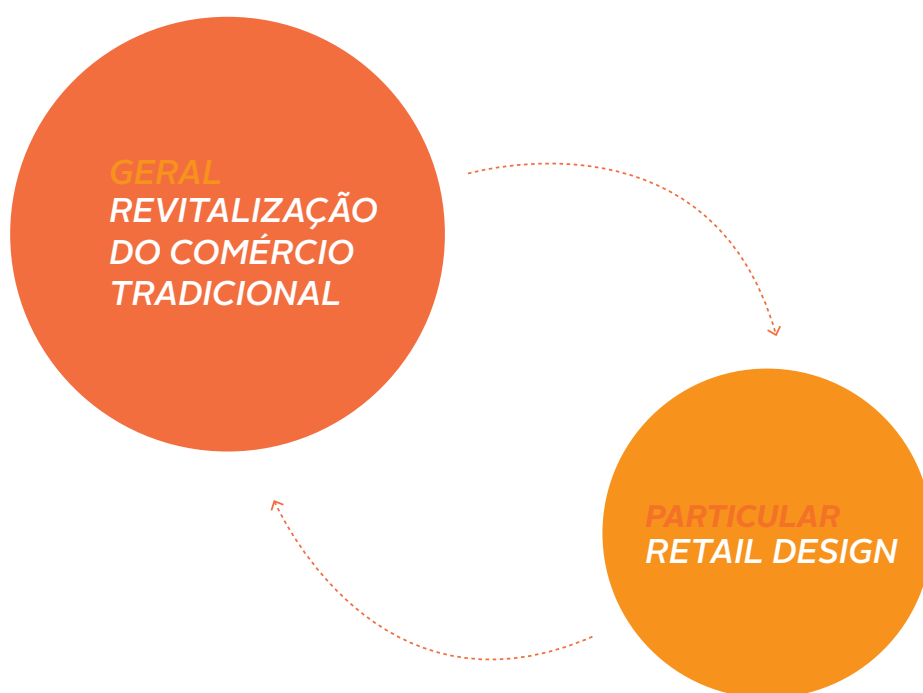 GERAL
REVITALIZAÇÃO
DO COMÉRCIO
TRADICIONAL
PARTICULAR
RETAIL DESIGN